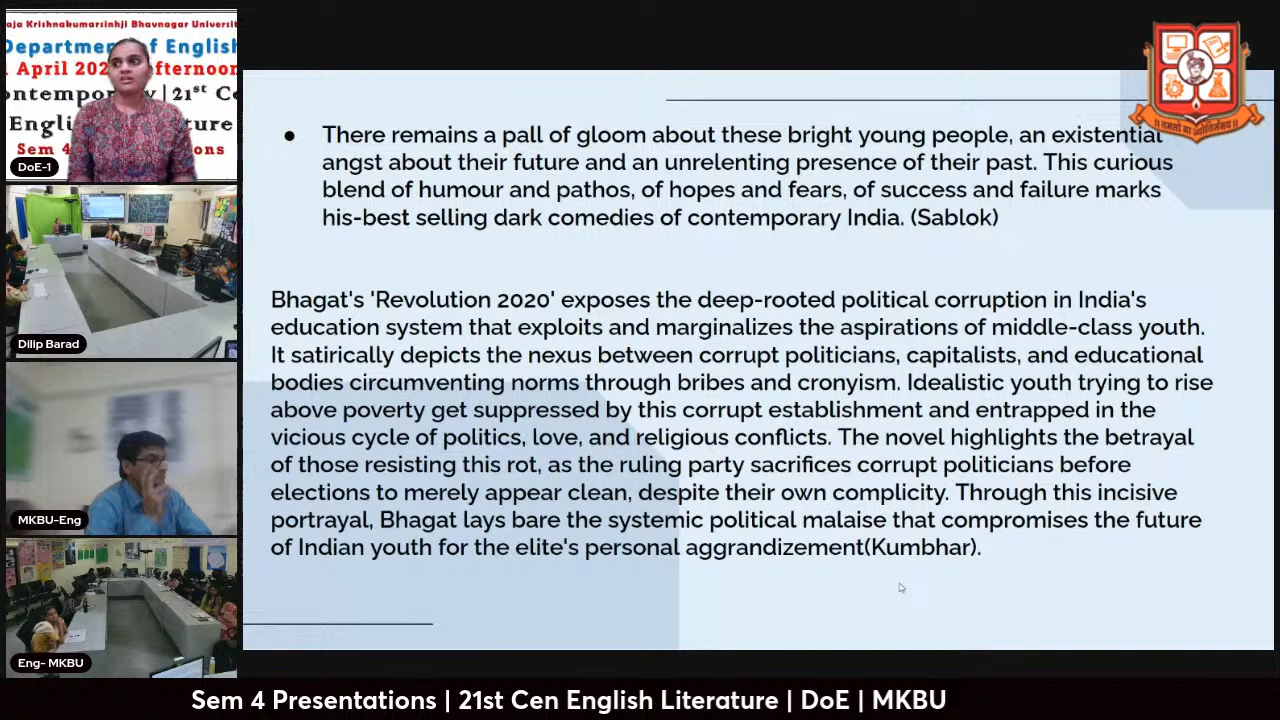 aja Krishnakumarsinhji Bhavnagar Universit
Department of English
April 202 fternoon
ontemporary | 21st Ce
Engli ture
Sem 4 ions
DoE-1
Dilip Barad
MKBU-Eng
Eng- MKBU
● There remains a pall of gloom about these bright young people, an existential
angst about their future and an unrelenting presence of their past. This curious
blend of humour and pathos, of hopes and fears, of success and failure marks
his-best selling dark comedies of contemporary India. (Sablok)
Bhagat's 'Revolution 2020' exposes the deep-rooted political corruption in India's
education system that exploits and marginalizes the aspirations of middle-class youth.
It satirically depicts the nexus between corrupt politicians, capitalists, and educational
bodies circumventing norms through bribes and cronyism. Idealistic youth trying to rise
above poverty get suppressed by this corrupt establishment and entrapped in the
vicious cycle of politics, love, and religious conflicts. The novel highlights the betrayal
of those resisting this rot, as the ruling party sacrifices corrupt politicians before
elections to merely appear clean, despite their own complicity. Through this incisive
portrayal, Bhagat lays bare the systemic political malaise that compromises the future
of Indian youth for the elite's personal aggrandizement(Kumbhar).
Sem 4 Presentations | 21st Cen English Literature | DoE | MKBU